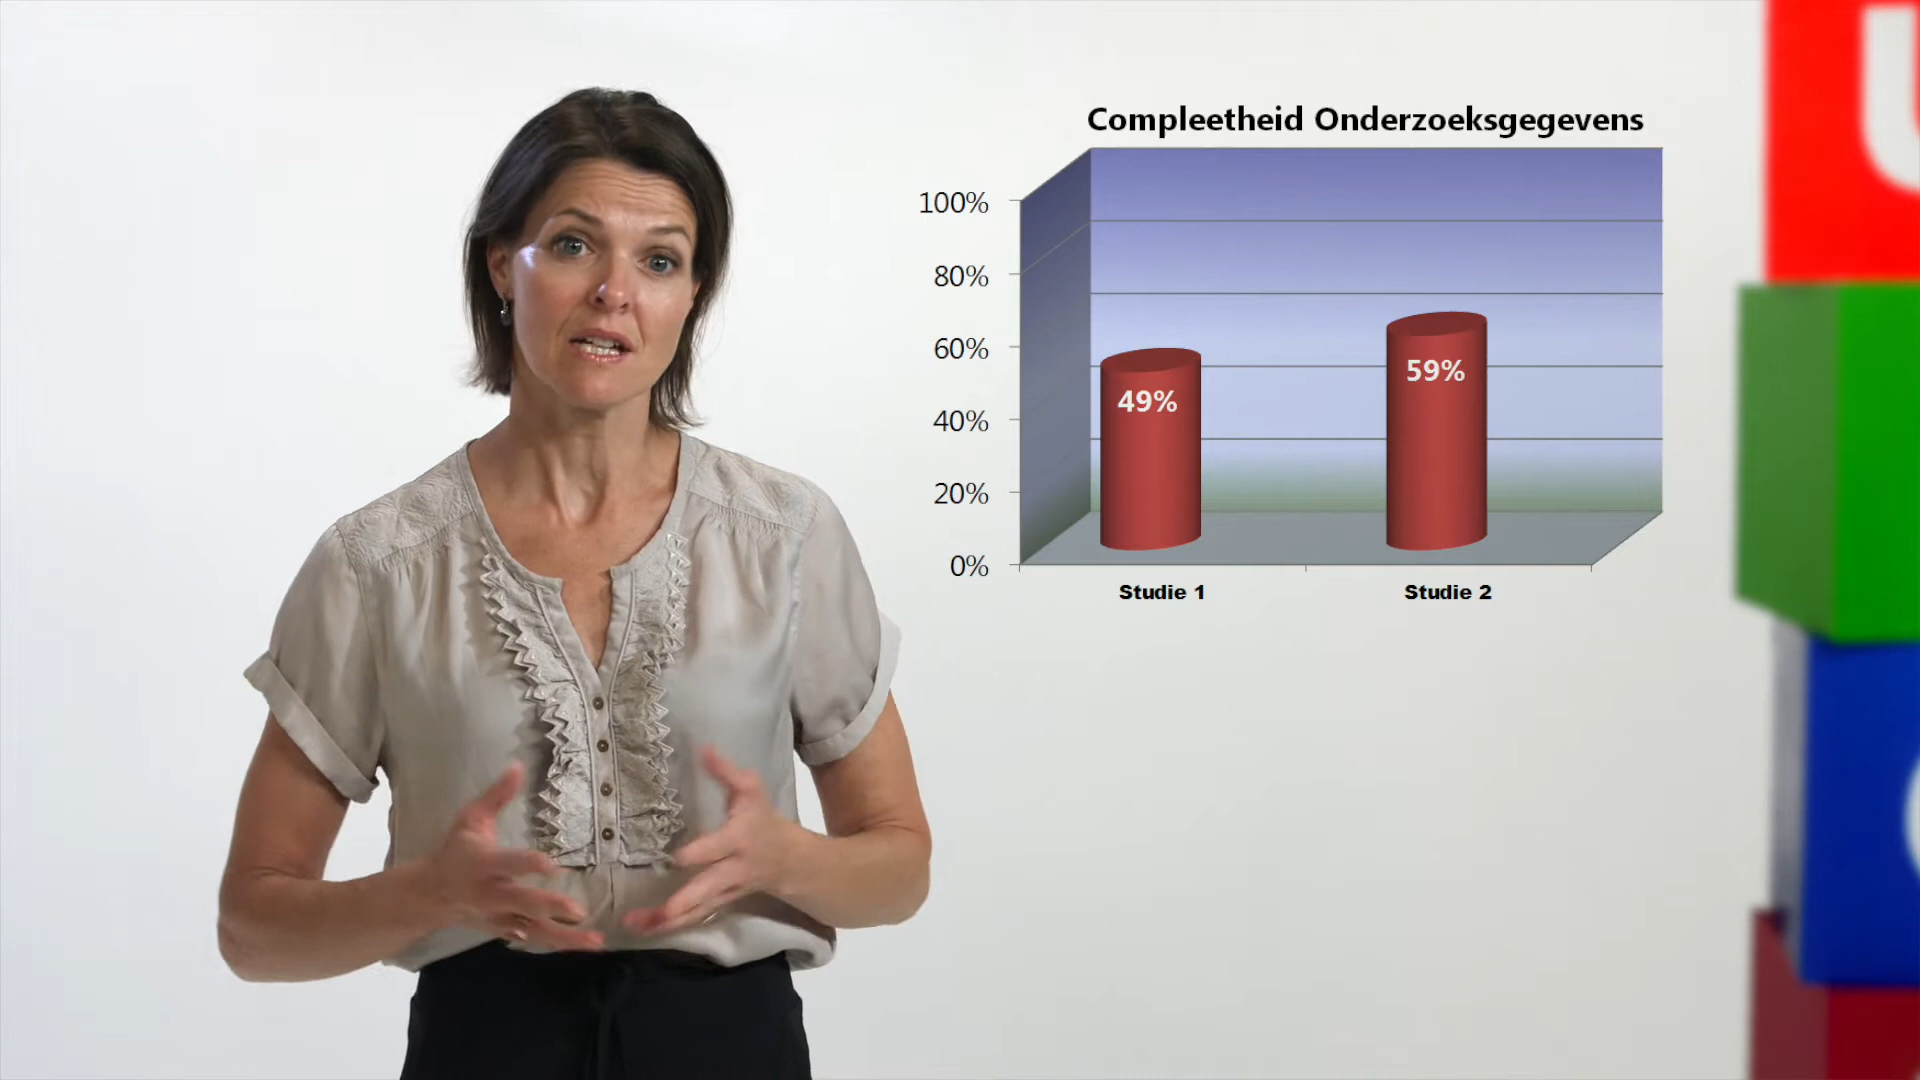 Compleetheid Onderzoeksgegevens
100%
80%
60%
40%
20%
0%
49%
59%
Studie 1
Studie 2